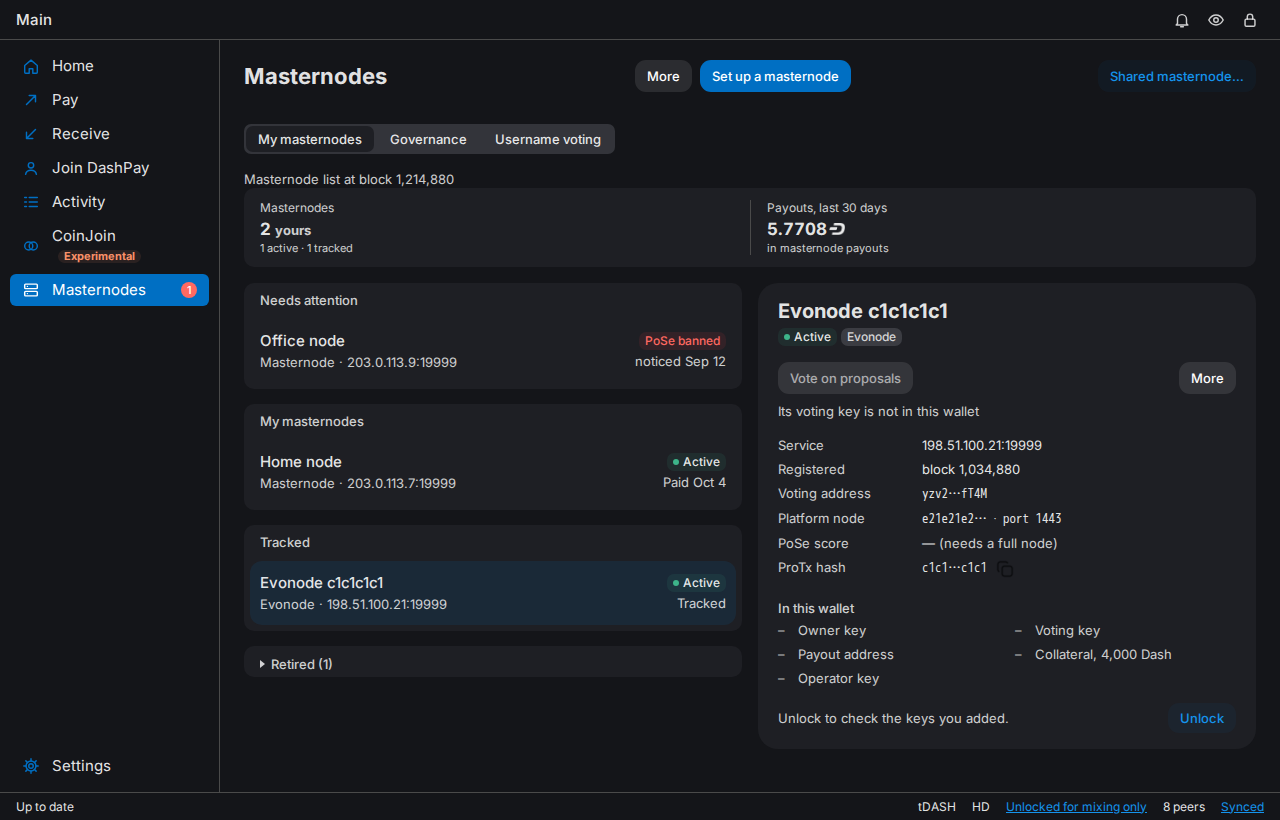 Main
Home
Pay
Receive
Join DashPay
Activity
CoinJoin
Experimental
Masternodes 1
Settings
Masternodes
More
Set up a masternode
Shared masternode...
My masternodes
Governance
Username voting
Masternode list at block 1,214,880
Masternodes
2 yours
1 active · 1 tracked
Payouts, last 30 days
5.7708
in masternode payouts
Needs attention
Office node
PoSe banned
Masternode · 203.0.113.9:19999
noticed Sep 12
My masternodes
Home node
Active
Masternode · 203.0.113.7:19999
Paid Oct 4
Tracked
Evonode c1c1c1c1
Active
Evonode · 198.51.100.21:19999
Tracked
Retired (1)
Evonode c1c1c1c1
Active
Evonode
Vote on proposals
More
Its voting key is not in this wallet
Service 198.51.100.21:19999
Registered block 1,034,880
Voting address yzv2···fT4M
Platform node e21e21e2··· · port 1443
PoSe score — (needs a full node)
ProTx hash c1c1···c1c1
In this wallet
– Owner key
– Voting key
– Payout address
– Collateral, 4,000 Dash
– Operator key
Unlock to check the keys you added.
Unlock
Up to date
tDASH
HD
Unlocked for mixing only
8 peers
Synced